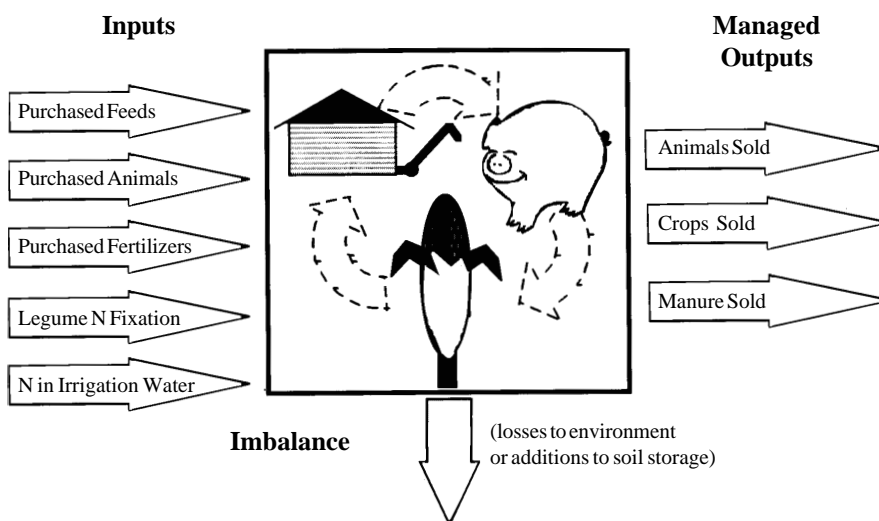 Inputs
Managed
Outputs
Purchased Feeds
Purchased Animals
Purchased Fertilizers
Legume N Fixation
N in Irrigation Water
Animals Sold
Crops Sold
Manure Sold
Imbalance
(losses to environment
or additions to soil storage)